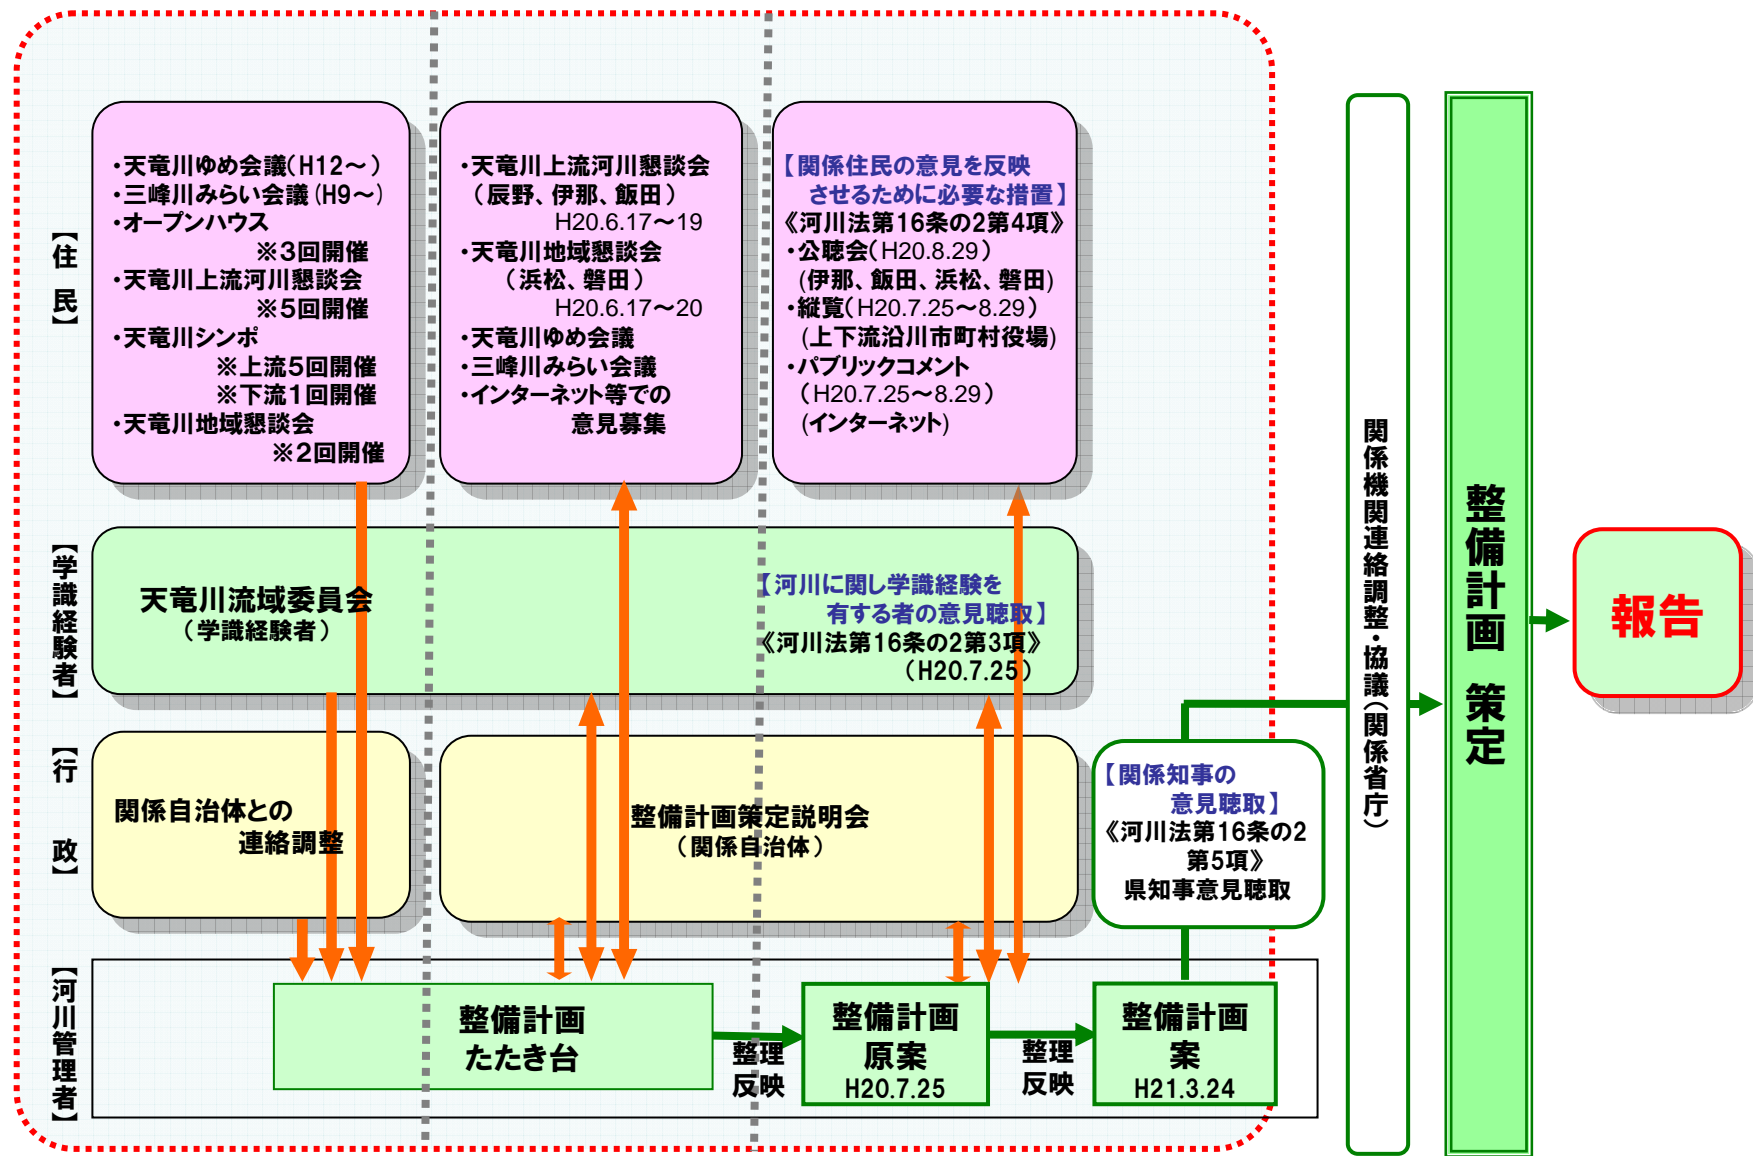 【住民】
・天竜川ゆめ会議(H12～)
・三峰川みらい会議(H9～)
・オープンハウス
※3回開催
・天竜川上流河川懇談会
※5回開催
・天竜川シンポ
※上流5回開催
※下流1回開催
・天竜川地域懇談会
※2回開催
・天竜川上流河川懇談会
(辰野、伊那、飯田)
H20.6.17～19
・天竜川地域懇談会
(浜松、磐田)
H20.6.17～20
・天竜川ゆめ会議
・三峰川みらい会議
・インターネット等での
意見募集
【関係住民の意見を反映
させるために必要な措置】
《河川法第16条の2第4項》
・公聴会(H20.8.29)
(伊那、飯田、浜松、磐田)
・縦覧(H20.7.25～8.29)
(上下流沿川市町村役場)
・パブリックコメント
(H20.7.25～8.29)
(インターネット)
【学識経験者】
天竜川流域委員会
(学識経験者)
【河川に関し学識経験を
有する者の意見聴取】
《河川法第16条の2第3項》
(H20.7.25)
【行政】
関係自治体との
連絡調整
整備計画策定説明会
(関係自治体)
【関係知事の
意見聴取】
《河川法第16条の2
第5項》
県知事意見聴取
【河川管理者】
整備計画
たたき台
整理
反映
整備計画
原案
H20.7.25
整理
反映
整備計画
案
H21.3.24
関係機関連絡調整・協議(関係省庁)
整備計画 策定
報告